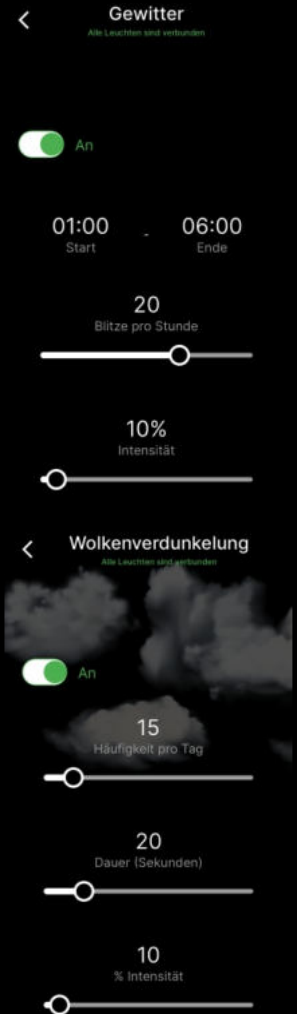 Gewitter
Alle Leuchten sind verbunden
An
01:00 - 06:00
Start Ende
20
Blitze pro Stunde
10%
Intensität
Wolkenverdunkelung
Alle Leuchten sind verbunden
An
15
Häufigkeit pro Tag
20
Dauer (Sekunden)
10
% Intensität